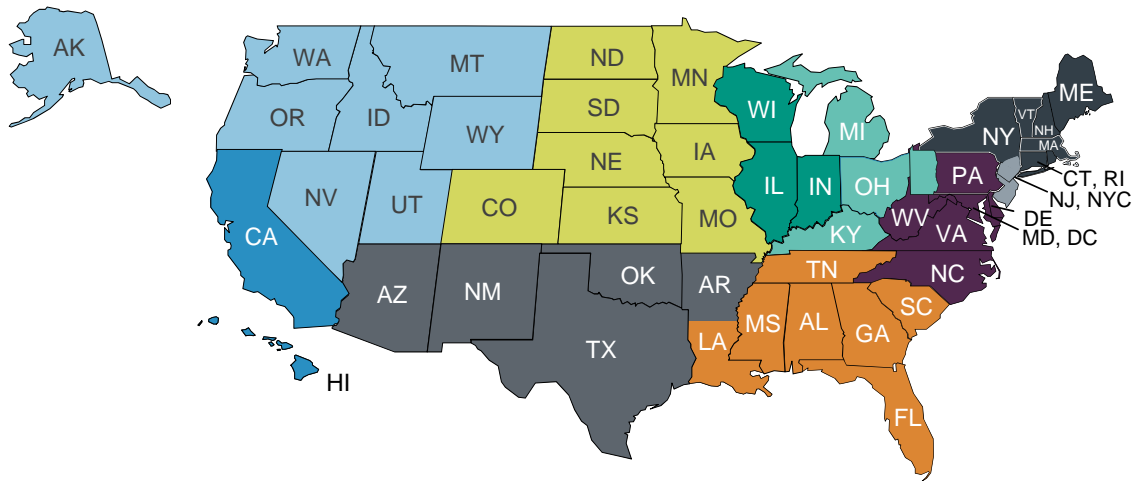 AK
WA
MT
ND
MN
OR
ID
SD
WY
WI
MI
NY
VT
NH
ME
MA
NE
IA
NV
UT
CO
KS
MO
IL
IN
OH
PA
CT, RI
NJ, NYC
DE
MD, DC
WV
VA
KY
CA
AZ
NM
OK
AR
TN
NC
SC
TX
LA
MS
AL
GA
HI
FL